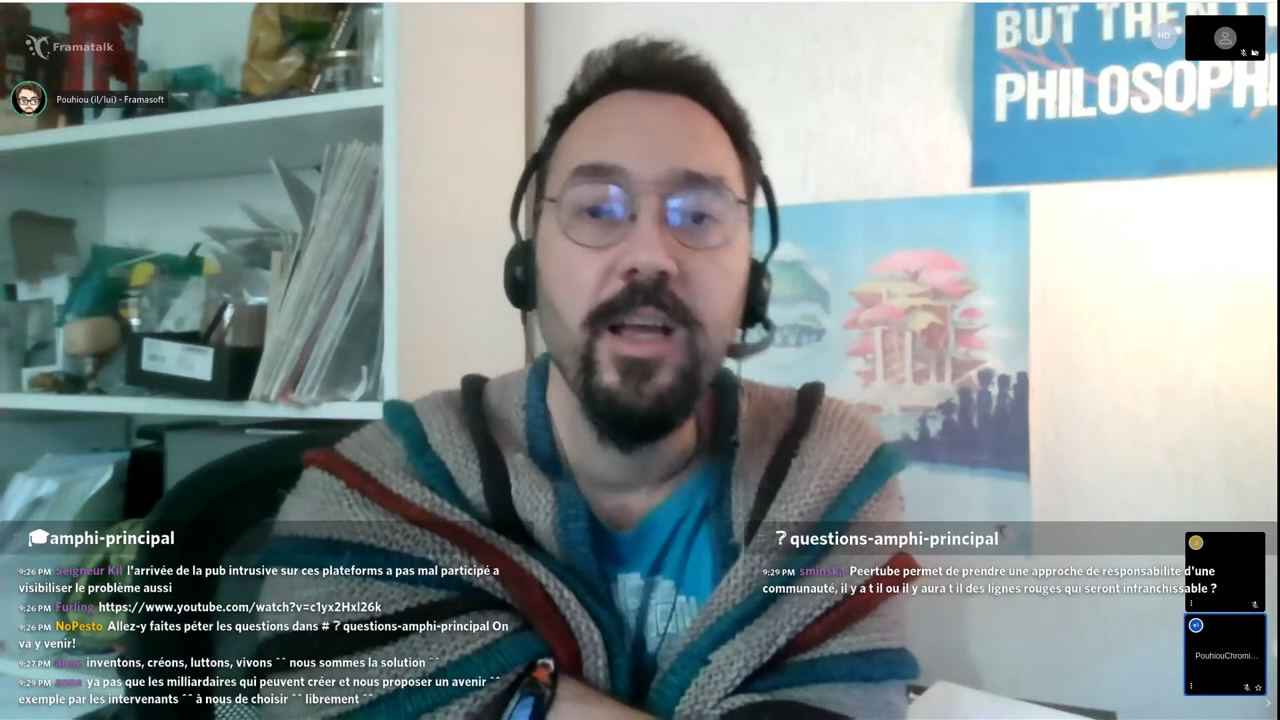 BUT THEN I
PHILOSOPH
HD
Framatalk
Pouhiou (il/lui) - Framasoft
amphi-principal
9:26 PM Seigneur Kil l'arrivée de la pub intrusive sur ces plateforms a pas mal participé à
visibiliser le problème aussi
9:26 PM Furling https://www.youtube.com/watch?v=c1yx2HxI26k
9:26 PM NoPesto Allez-y faites péter les questions dans # ？questions-amphi-principal On
va y venir!
9:27 PM anne inventons, créons, luttons, vivons ^^ nous sommes la solution ^^
9:29 PM anne ya pas que les milliardaires qui peuvent créer et nous proposer un avenir ^^
exemple par les intervenants ^^ à nous de choisir ^^ librement ^^
？questions-amphi-principal
9:29 PM sminski Peertube permet de prendre une approche de responsabilite d'une
communauté, il y a t il ou il y aura t il des lignes rouges qui seront infranchissable ?
PouhiouChromi...